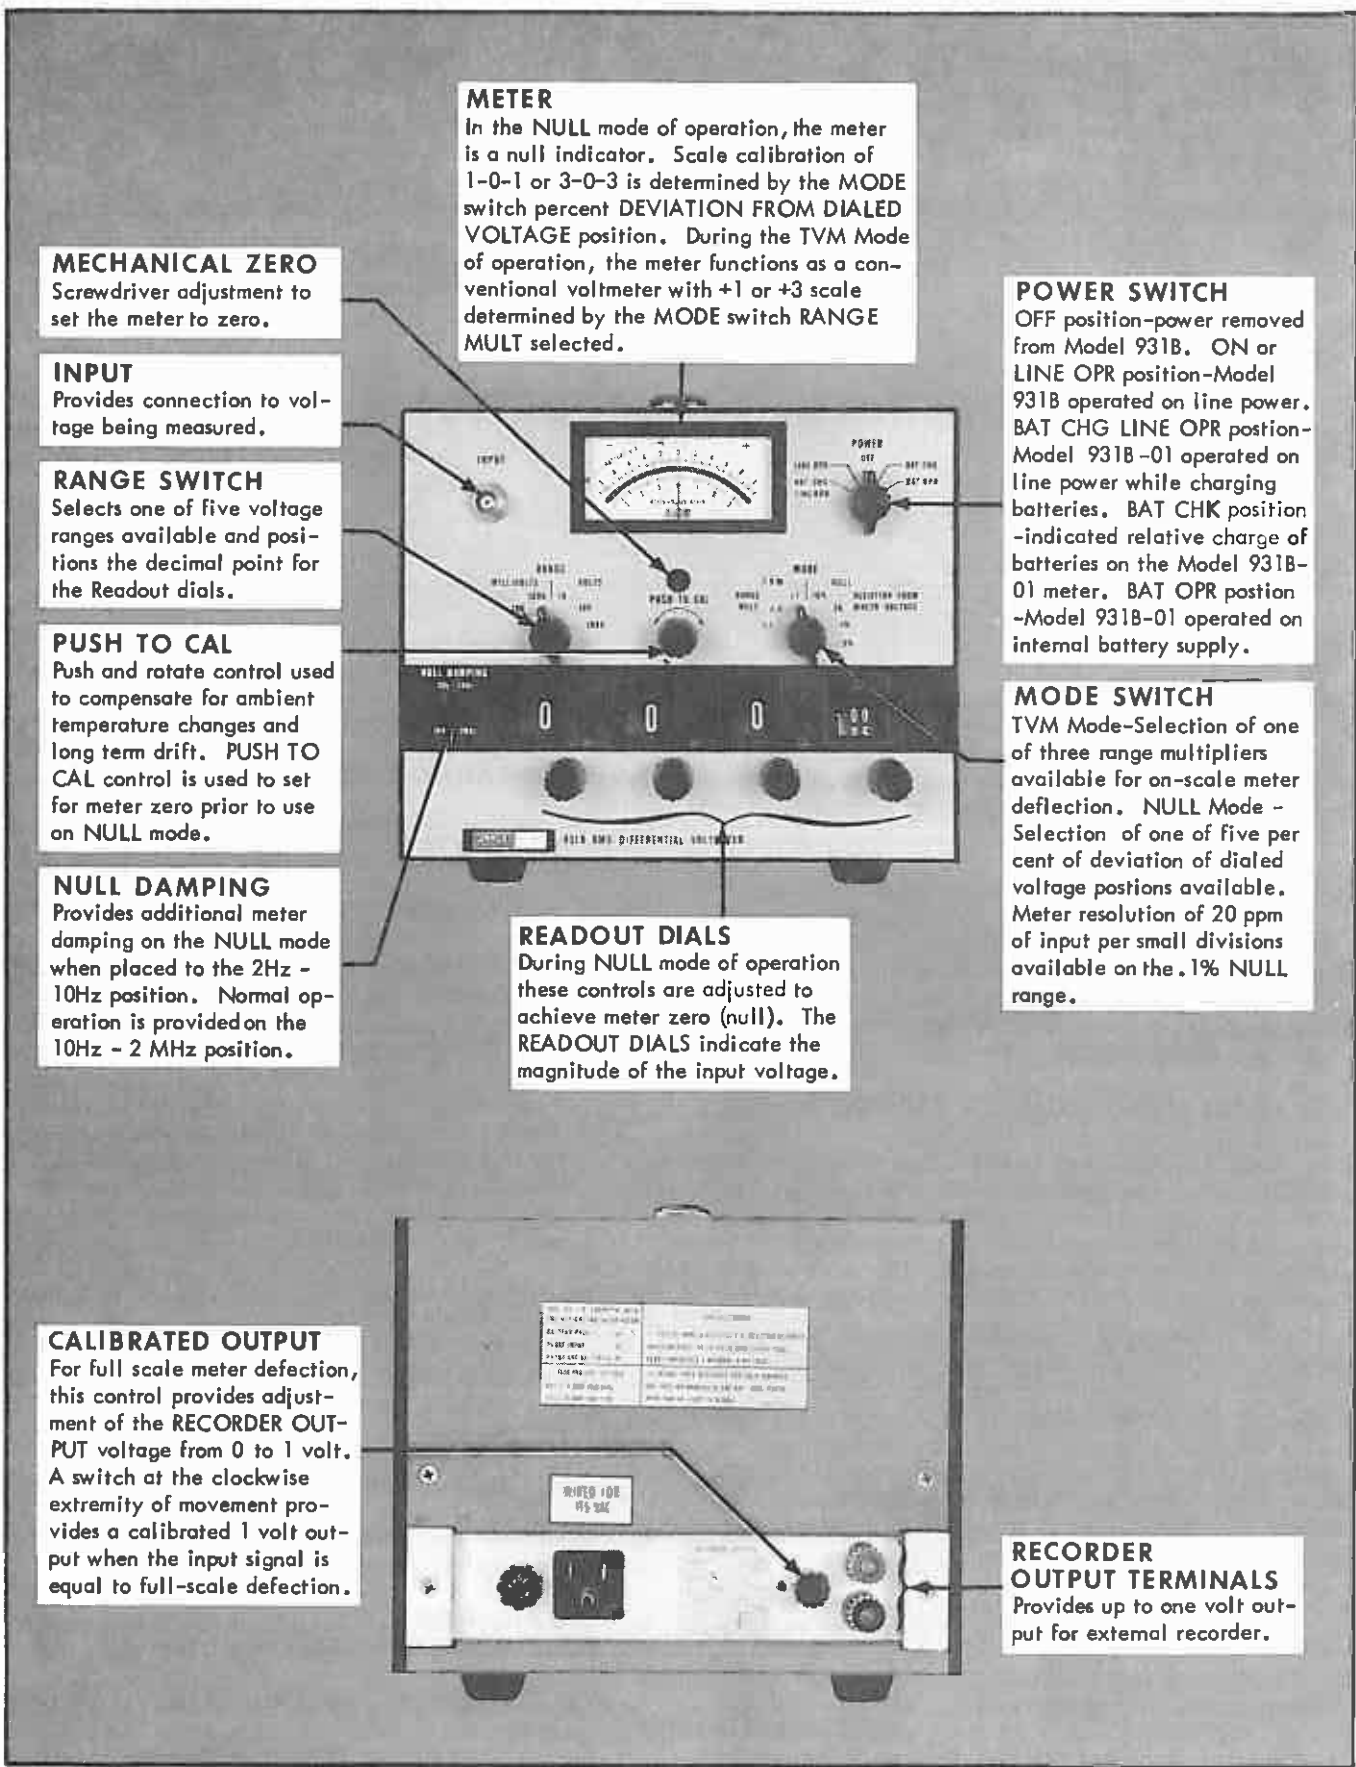 METER
In the NULL mode of operation, the meter
is a null indicator. Scale calibration of
1-0-1 or 3-0-3 is determined by the MODE
switch percent DEVIATION FROM DIALED
VOLTAGE position. During the TVM Mode
of operation, the meter functions as a con-
ventional voltmeter with +1 or +3 scale
determined by the MODE switch RANGE
MULT selected.
MECHANICAL ZERO
Screwdriver adjustment to
set the meter to zero.
INPUT
Provides connection to vol-
tage being measured.
RANGE SWITCH
Selects one of five voltage
ranges available and posi-
tions the decimal point for
the Readout dials.
PUSH TO CAL
Push and rotate control used
to compensate for ambient
temperature changes and
long term drift. PUSH TO
CAL control is used to set
for meter zero prior to use
on NULL mode.
NULL DAMPING
Provides additional meter
damping on the NULL mode
when placed to the 2Hz -
10Hz position. Normal op-
eration is provided on the
10Hz - 2 MHz position.
POWER SWITCH
OFF position-power removed
from Model 931B. ON or
LINE OPR position-Model
931B operated on line power.
BAT CHG LINE OPR postion-
Model 931B-01 operated on
line power while charging
batteries. BAT CHK position
-indicated relative charge of
batteries on the Model 931B-
01 meter. BAT OPR postion
-Model 931B-01 operated on
internal battery supply.
MODE SWITCH
TVM Mode-Selection of one
of three range multipliers
available for on-scale meter
deflection. NULL Mode -
Selection of one of five per
cent of deviation of dialed
voltage postions available.
Meter resolution of 20 ppm
of input per small divisions
available on the .1% NULL
range.
INPUT
POWER
OFF
RANGE
VOLTS
PUSH TO CAL
MODE
NULL
0 0 0
DIFFERENTIAL VOLTMETER
READOUT DIALS
During NULL mode of operation
these controls are adjusted to
achieve meter zero (null). The
READOUT DIALS indicate the
magnitude of the input voltage.
CALIBRATED OUTPUT
For full scale meter defection,
this control provides adjust-
ment of the RECORDER OUT-
PUT voltage from 0 to 1 volt.
A switch at the clockwise
extremity of movement pro-
vides a calibrated 1 volt out-
put when the input signal is
equal to full-scale defection.
WIRED FOR
RECORDER
OUTPUT TERMINALS
Provides up to one volt out-
put for external recorder.